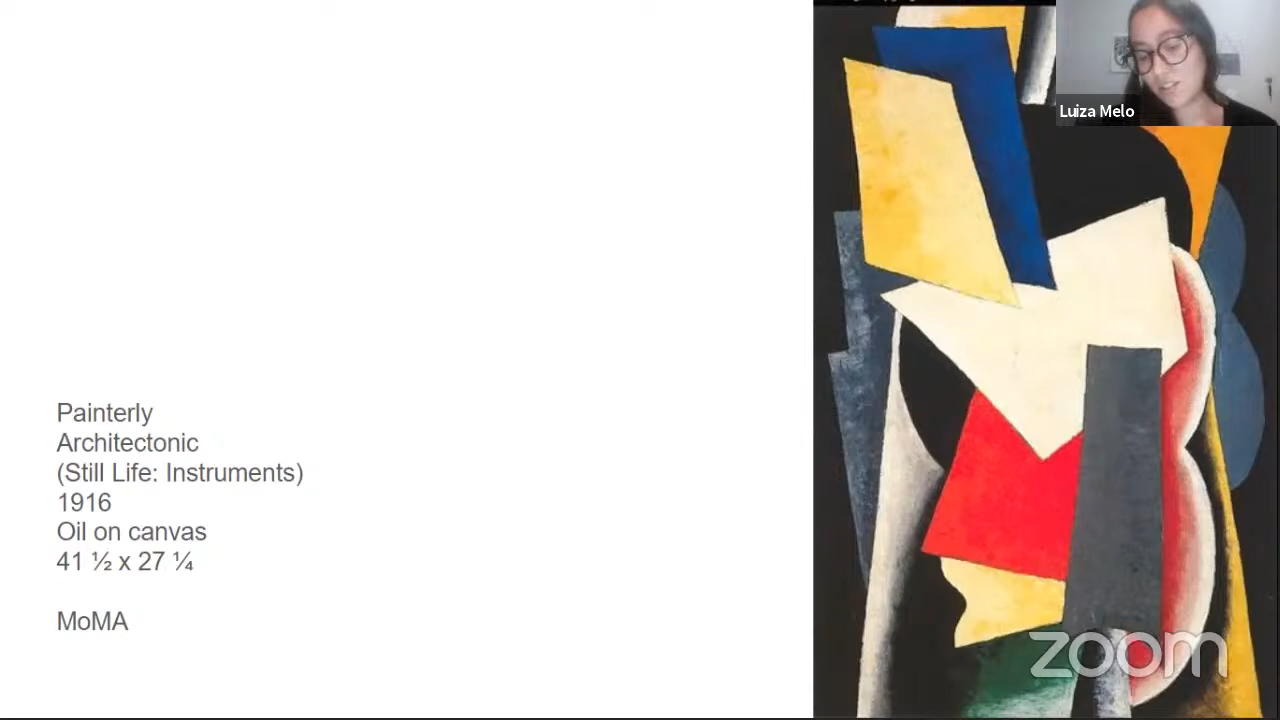 Luiza Melo
Painterly
Architectonic
(Still Life: Instruments)
1916
Oil on canvas
41 ½ x 27 ¼
MoMA
zoom